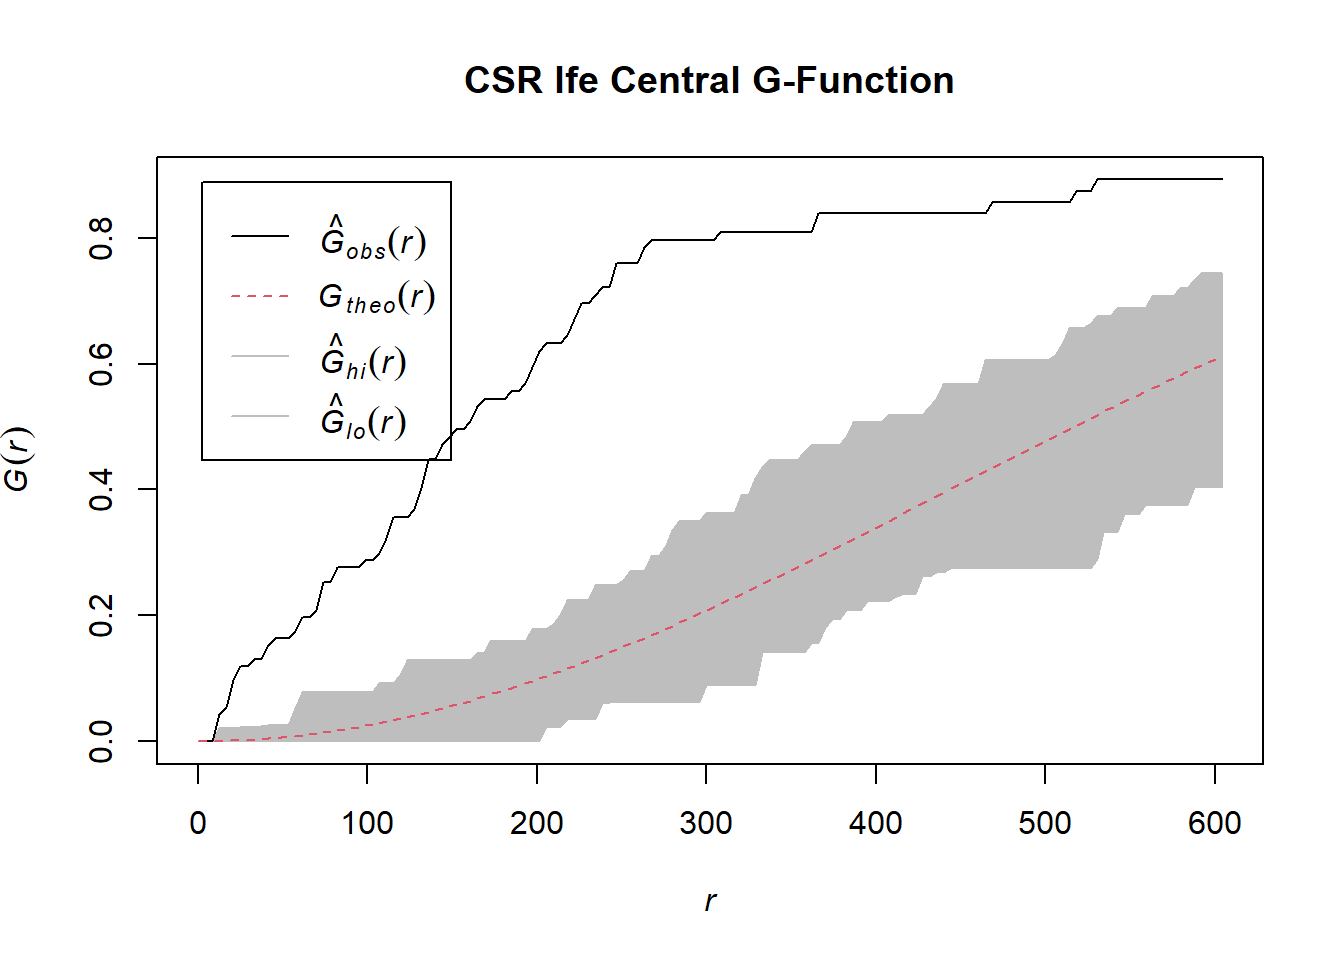 CSR Ife Central G-Function
Ĝobs(r)
Gtheo(r)
Ĝhi(r)
Ĝlo(r)
G(r)
0.8
0.6
0.4
0.2
0.0
0 100 200 300 400 500 600
r